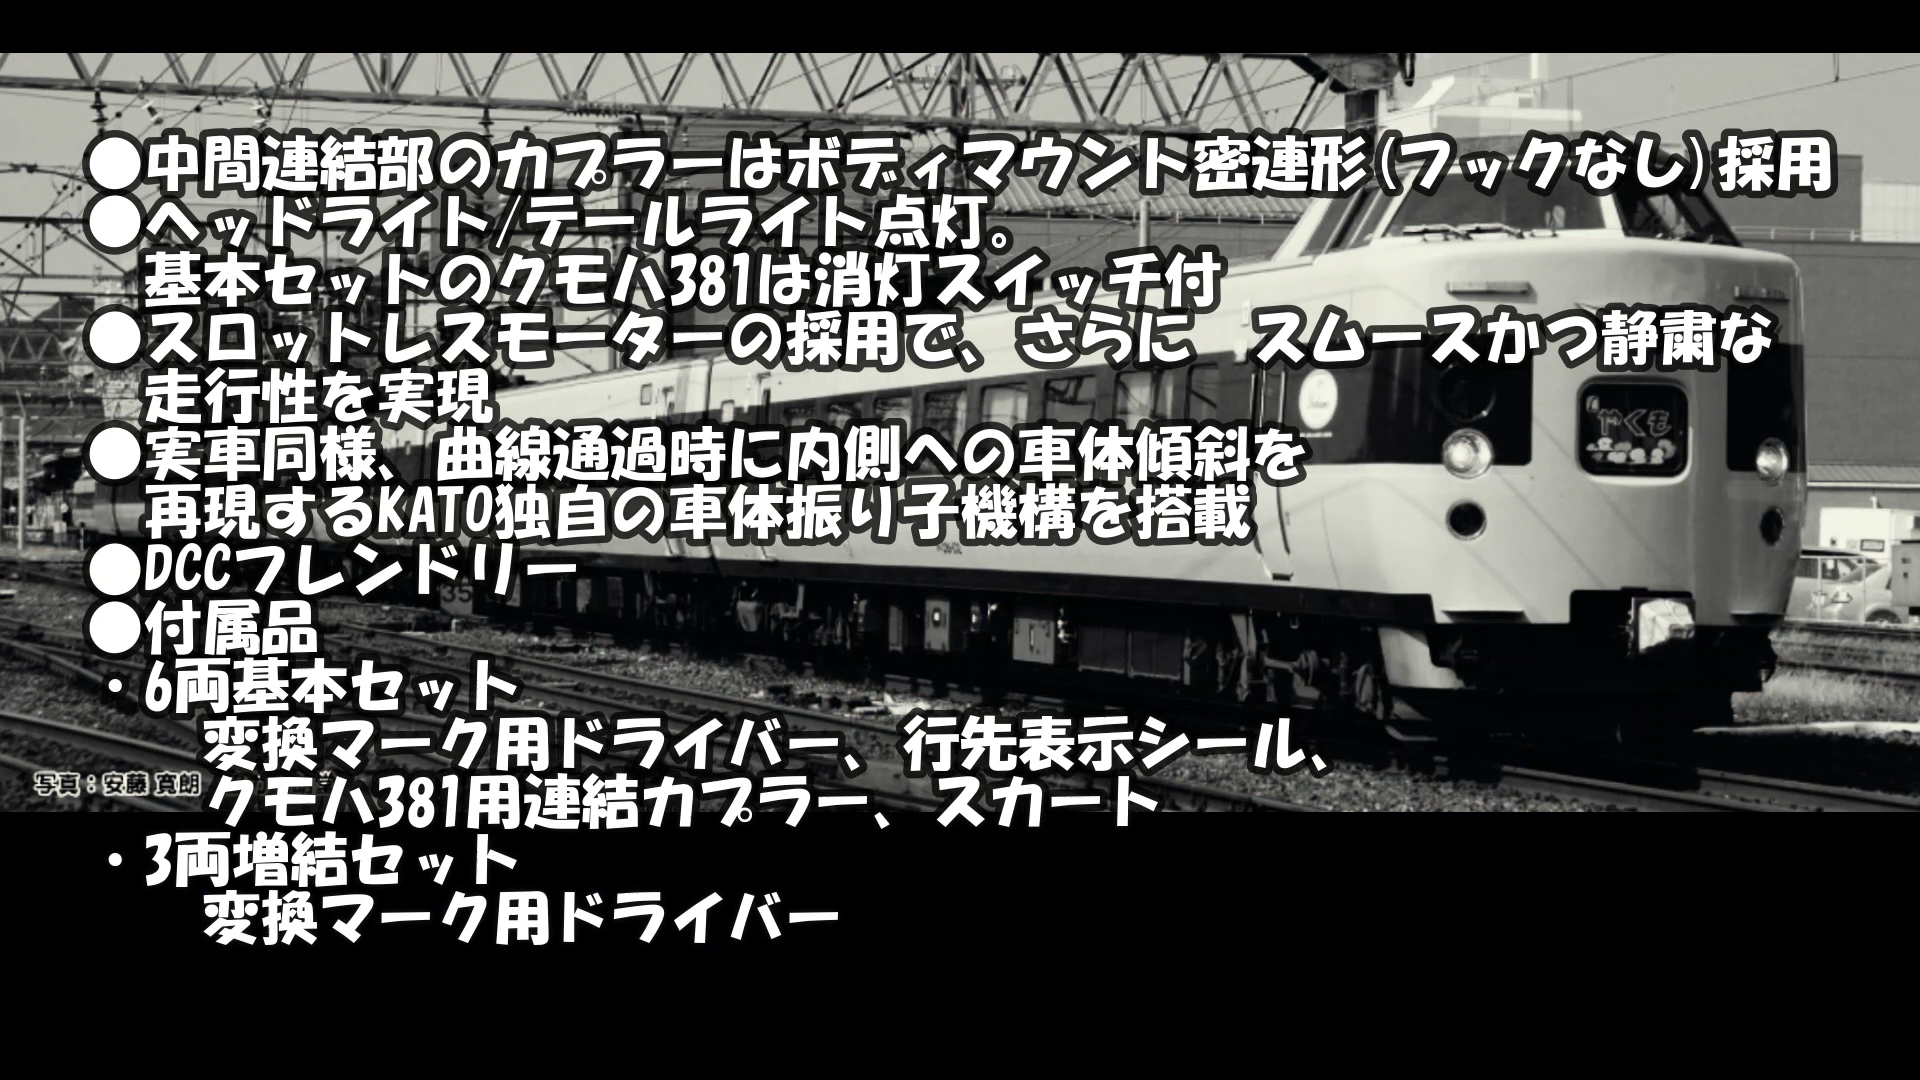 ●中間連結部のカプラーはボディマウント密連形(フックなし)採用
●ヘッドライト/テールライト点灯。
基本セットのクモハ381は消灯スイッチ付
●スロットレスモーターの採用で、さらに　スムースかつ静粛な
走行性を実現
やくも
●実車同様、曲線通過時に内側への車体傾斜を
再現するKATO独自の車体振り子機構を搭載
●DCCフレンドリー
35
●付属品
・6両基本セット
変換マーク用ドライバー、行先表示シール、
写真：安藤 寛朗
クモハ381用連結カプラー、スカート
・3両増結セット
変換マーク用ドライバー